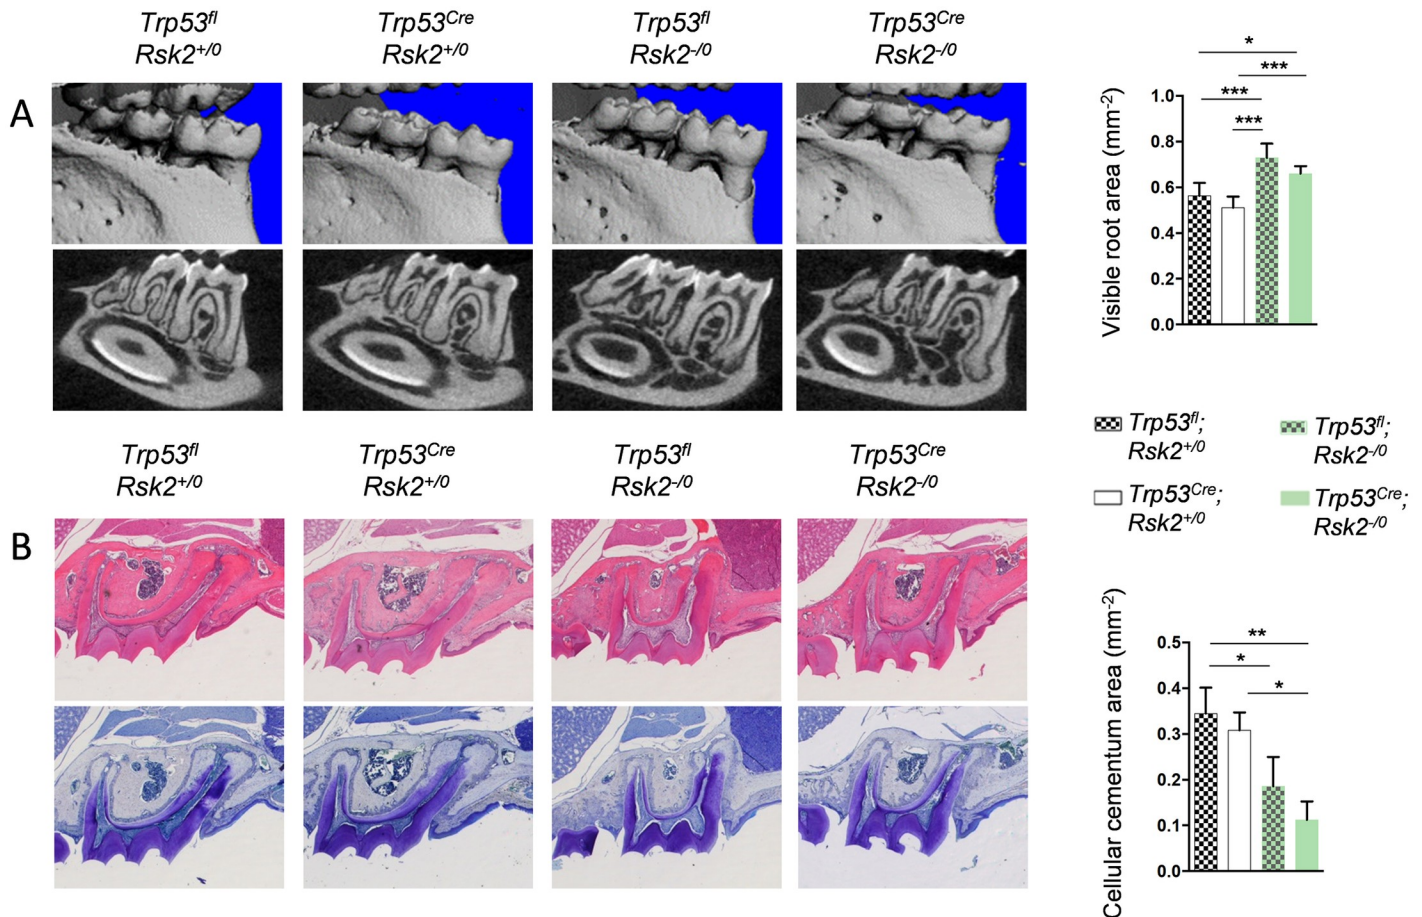 Trp53fl
Rsk2+/0
Trp53Cre
Rsk2+/0
Trp53fl
Rsk2-/0
Trp53Cre
Rsk2-/0
A
*
***
***
***
Visible root area (mm-2)
1.0
0.8
0.6
0.4
0.2
0.0
Trp53fl;
Rsk2+/0
Trp53fl;
Rsk2-/0
Trp53Cre;
Rsk2+/0
Trp53Cre;
Rsk2-/0
Trp53fl
Rsk2+/0
Trp53Cre
Rsk2+/0
Trp53fl
Rsk2-/0
Trp53Cre
Rsk2-/0
B
**
*
*
Cellular cementum area (mm-2)
0.5
0.4
0.3
0.2
0.1
0.0